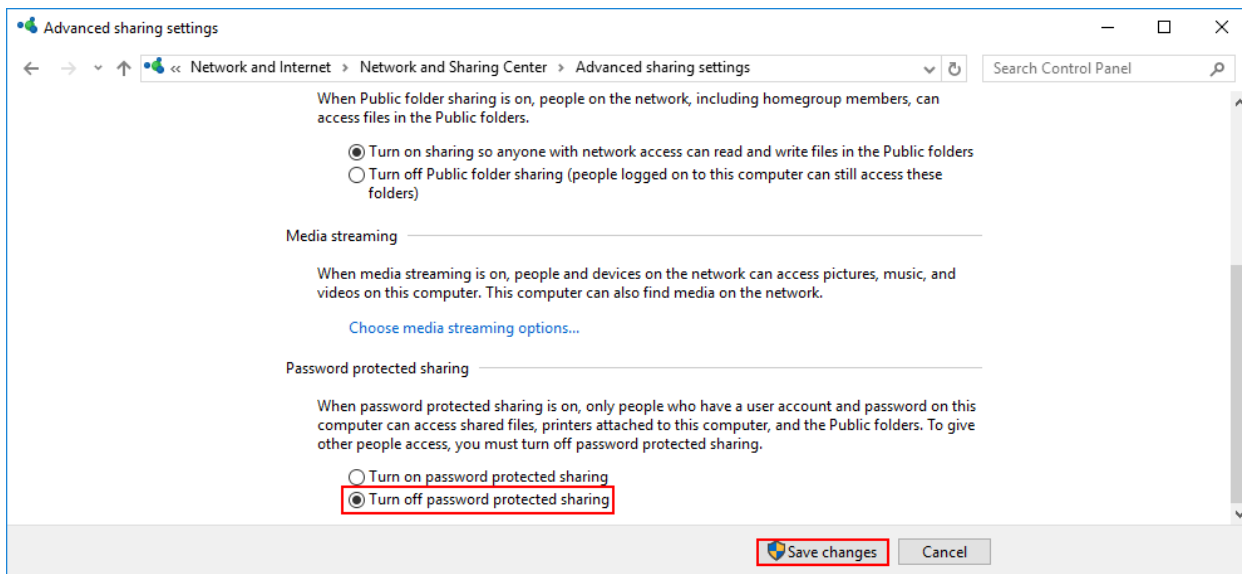 Advanced sharing settings
« Network and Internet > Network and Sharing Center > Advanced sharing settings
Search Control Panel
When Public folder sharing is on, people on the network, including homegroup members, can
access files in the Public folders.
Turn on sharing so anyone with network access can read and write files in the Public folders
Turn off Public folder sharing (people logged on to this computer can still access these
folders)
Media streaming
When media streaming is on, people and devices on the network can access pictures, music, and
videos on this computer. This computer can also find media on the network.
Choose media streaming options...
Password protected sharing
When password protected sharing is on, only people who have a user account and password on this
computer can access shared files, printers attached to this computer, and the Public folders. To give
other people access, you must turn off password protected sharing.
Turn on password protected sharing
Turn off password protected sharing
Save changes
Cancel